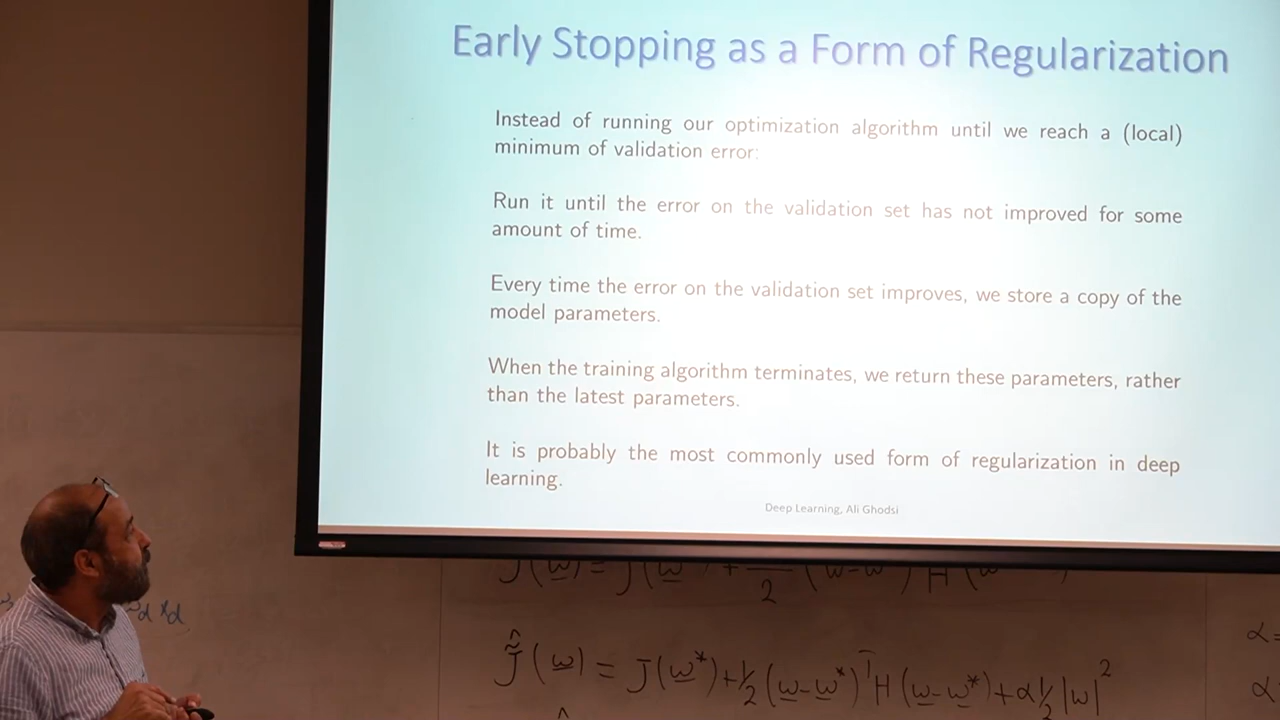 Early Stopping as a Form of Regularization
Instead of running our optimization algorithm until we reach a (local)
minimum of validation error:
Run it until the error on the validation set has not improved for some
amount of time.
Every time the error on the validation set improves, we store a copy of the
model parameters.
When the training algorithm terminates, we return these parameters, rather
than the latest parameters.
It is probably the most commonly used form of regularization in deep
learning.
Deep Learning, Ali Ghodsi
J̃̂(w) = J(w*)+½(w-w*)ᵀH(w-w*)+α½|w|²